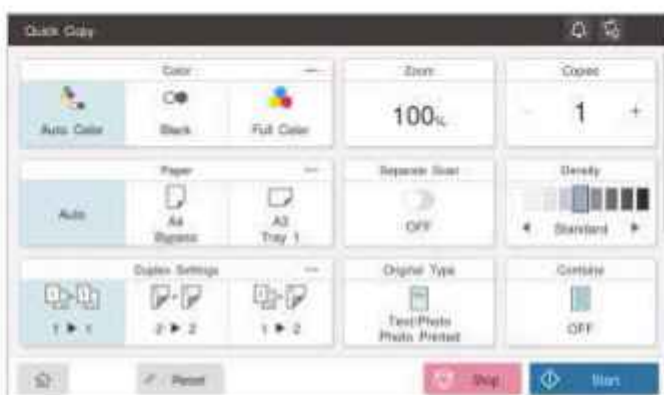 Quick Copy
Color
Zoom
Copies
Auto Color
Black
Full Color
100%
- 1 +
Paper
Separate Scan
Density
Auto
A4
Bypass
A3
Tray 1
OFF
Standard
Duplex Settings
Original Type
Combine
1 ▶ 1
2 ▶ 2
1 ▶ 2
Text/Photo
Photo Printed
OFF
Reset
Stop
Start